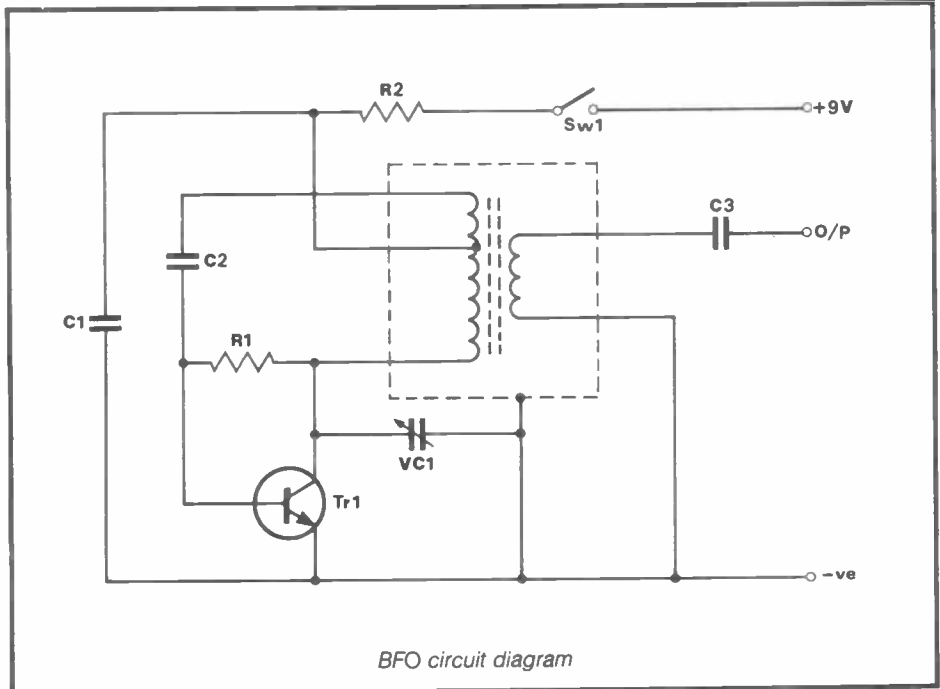 R2
Sw1
+9V
C3
O/P
C2
C1
R1
VC1
Tr1
-ve
BFO circuit diagram